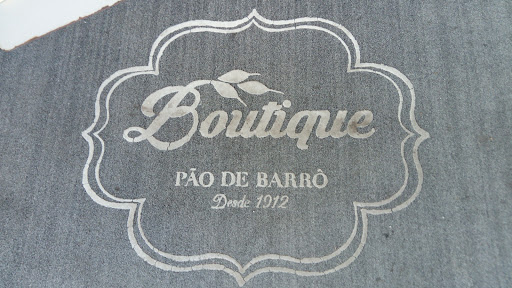 Boutique
PÃO DE BARRÔ
Desde 1912